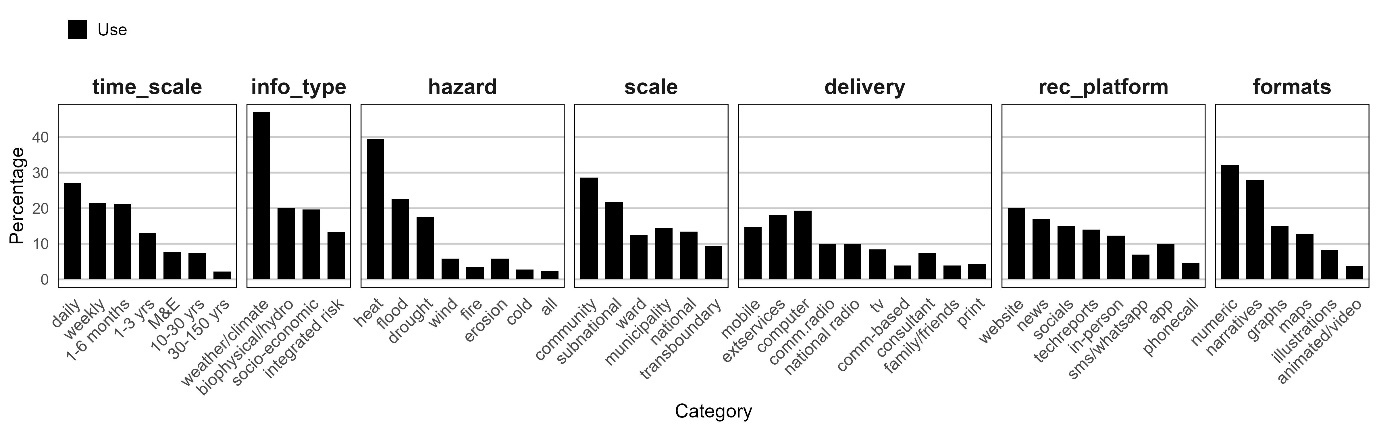 Use
time_scale
info_type
hazard
scale
delivery
rec_platform
formats
Percentage
40
30
20
10
0
daily
weekly
1-6 months
1-3 yrs
M&E
10-30 yrs
30-150 yrs
weather/climate
biophysical/hydro
socio-economic
integrated risk
heat
flood
drought
wind
fire
erosion
cold
all
community
subnational
ward
municipality
national
transboundary
mobile
extservices
computer
comm.radio
national radio
tv
comm-based
consultant
family/friends
print
website
news
socials
techreports
in-person
sms/whatsapp
app
phonecall
numeric
narratives
graphs
maps
illustrations
animated/video
Category